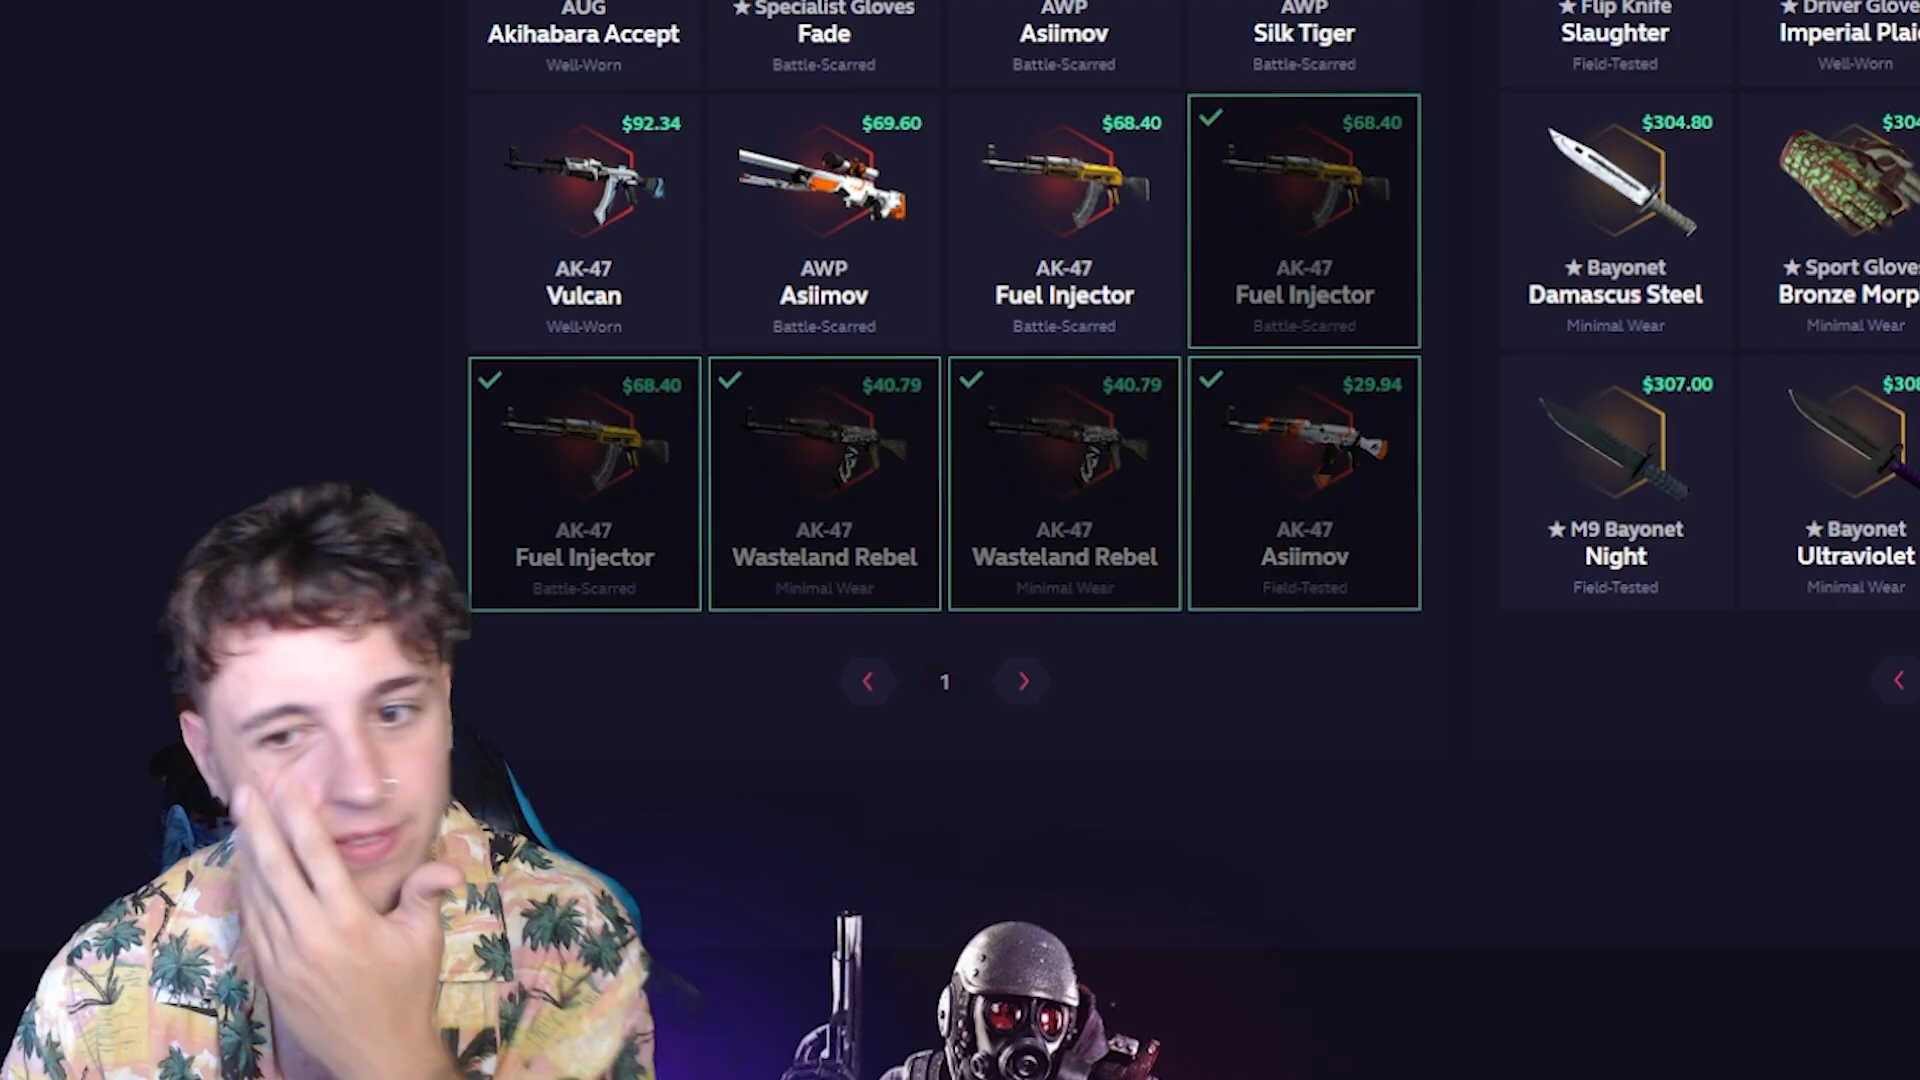 AUG
Akihabara Accept
Well-Worn
★ Specialist Gloves
Fade
Battle-Scarred
AWP
Asiimov
Battle-Scarred
AWP
Silk Tiger
Battle-Scarred
★ Flip Knife
Slaughter
Field-Tested
★ Driver Glove
Imperial Plai
Well-Worn
$92.34
AK-47
Vulcan
Well-Worn
$69.60
AWP
Asiimov
Battle-Scarred
$68.40
AK-47
Fuel Injector
Battle-Scarred
$68.40
AK-47
Fuel Injector
Battle-Scarred
$304.80
★ Bayonet
Damascus Steel
Minimal Wear
$304
★ Sport Gloves
Bronze Morp
Minimal Wear
$68.40
AK-47
Fuel Injector
Battle-Scarred
$40.79
AK-47
Wasteland Rebel
Minimal Wear
$40.79
AK-47
Wasteland Rebel
Minimal Wear
$29.94
AK-47
Asiimov
Field-Tested
$307.00
★ M9 Bayonet
Night
Field-Tested
$308
★ Bayonet
Ultraviolet
Minimal Wear
1